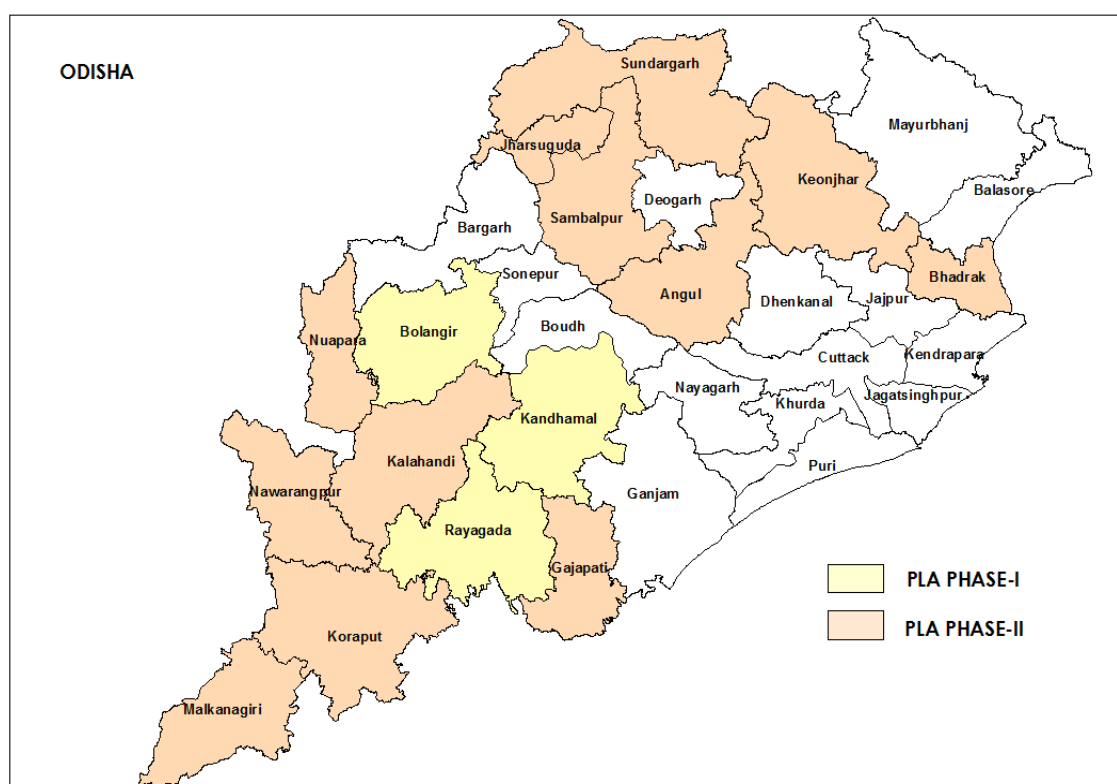 ODISHA
Sundargarh
Mayurbhanj
Jharsuguda
Keonjhar
Balasore
Deogarh
Sambalpur
Bargarh
Sonepur
Bhadrak
Angul
Dhenkanal
Jajpur
Boudh
Bolangir
Nuapara
Cuttack
Kendrapara
Nayagarh
Khurda
Jagatsinghpur
Kandhamal
Kalahandi
Puri
Nawarangpur
Ganjam
Rayagada
Gajapati
PLA PHASE-I
PLA PHASE-II
Koraput
Malkanagiri